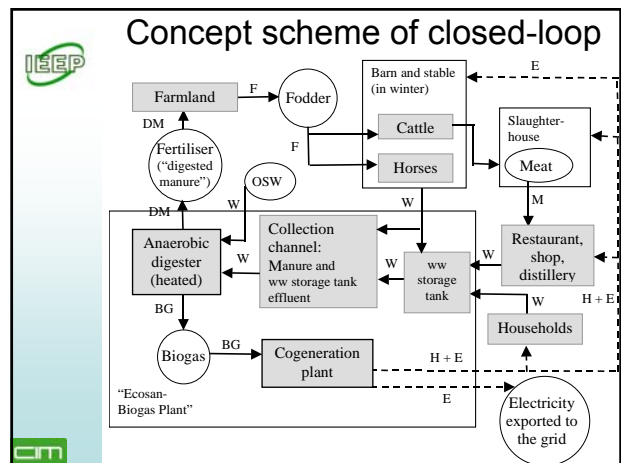 Concept scheme of closed-loop
IEEP
Barn and stable
(in winter)
E
Farmland
F
Fodder
Cattle
Slaughter-
house
DM
F
Horses
Meat
Fertiliser
("digested
manure")
OSW
DM
W
W
M
Anaerobic
digester
(heated)
W
Collection
channel:
Manure and
ww storage tank
effluent
W
ww
storage
tank
W
Restaurant,
shop,
distillery
W
H + E
BG
Households
Biogas
BG
Cogeneration
plant
H + E
E
"Ecosan-
Biogas Plant"
Electricity
exported to
the grid
cim